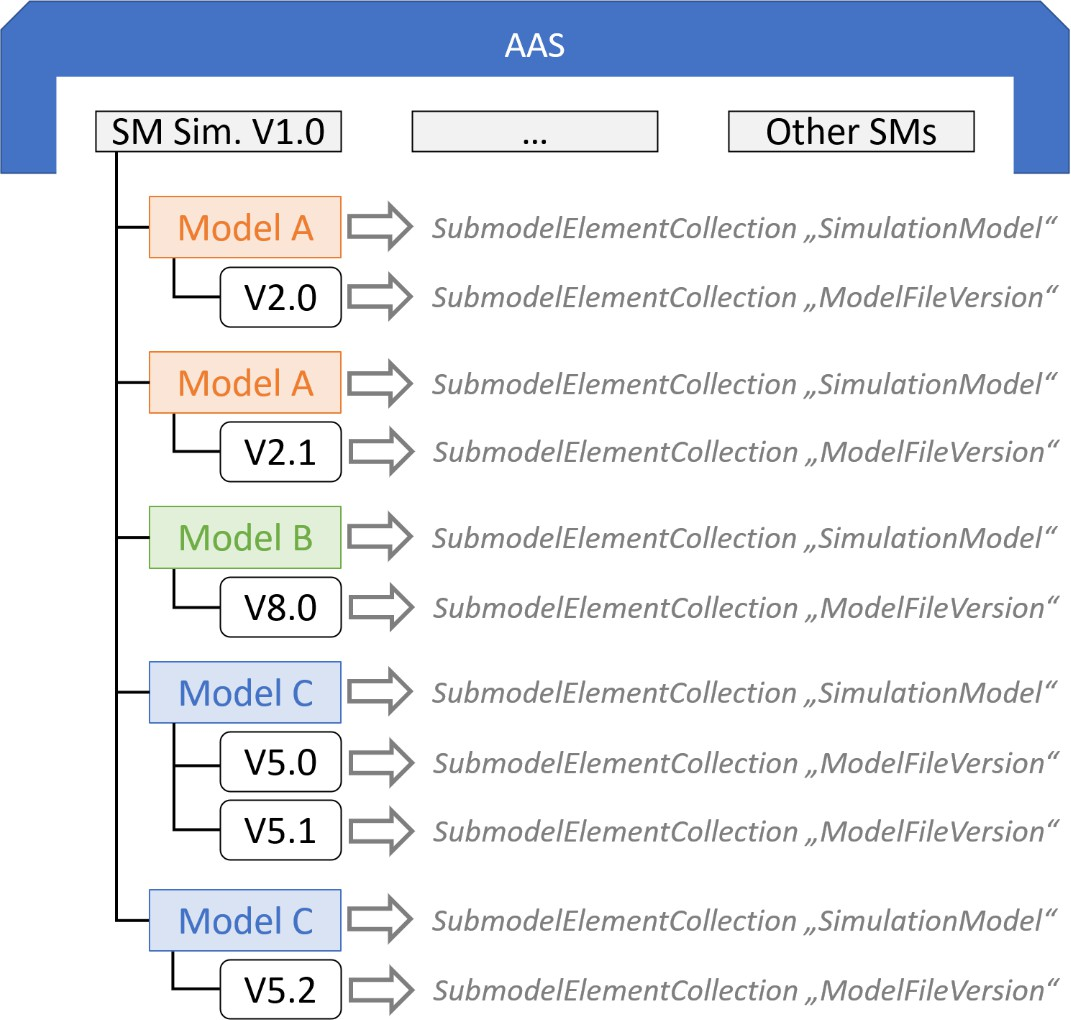 AAS
SM Sim. V1.0 ... Other SMs
Model A SubmodelElementCollection „SimulationModel“
V2.0 SubmodelElementCollection „ModelFileVersion“
Model A SubmodelElementCollection „SimulationModel“
V2.1 SubmodelElementCollection „ModelFileVersion“
Model B SubmodelElementCollection „SimulationModel“
V8.0 SubmodelElementCollection „ModelFileVersion“
Model C SubmodelElementCollection „SimulationModel“
V5.0 SubmodelElementCollection „ModelFileVersion“
V5.1 SubmodelElementCollection „ModelFileVersion“
Model C SubmodelElementCollection „SimulationModel“
V5.2 SubmodelElementCollection „ModelFileVersion“